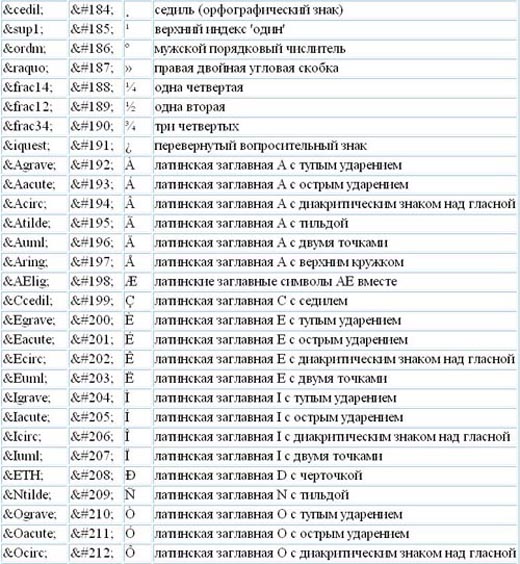 &cedil; &#184; ¸ седиль (орфографический знак)
&sup1; &#185; ¹ верхний индекс 'один'
&ordm; &#186; º мужской порядковый числитель
&raquo; &#187; » правая двойная угловая скобка
&frac14; &#188; ¼ одна четвертая
&frac12; &#189; ½ одна вторая
&frac34; &#190; ¾ три четвертых
&iquest; &#191; ¿ перевернутый вопросительный знак
&Agrave; &#192; À латинская заглавная A с тупым ударением
&Aacute; &#193; Á латинская заглавная A с острым ударением
&Acirc; &#194; Â латинская заглавная A с диакритическим знаком над гласной
&Atilde; &#195; Ã латинская заглавная A с тильдой
&Auml; &#196; Ä латинская заглавная A с двумя точками
&Aring; &#197; Å латинская заглавная A с верхним кружком
&AElig; &#198; Æ латинские заглавные символы AE вместе
&Ccedil; &#199; Ç латинская заглавная C с седилем
&Egrave; &#200; È латинская заглавная E с тупым ударением
&Eacute; &#201; É латинская заглавная E с острым ударением
&Ecirc; &#202; Ê латинская заглавная E с диакритическим знаком над гласной
&Euml; &#203; Ë латинская заглавная E с двумя точками
&Igrave; &#204; Ì латинская заглавная I с тупым ударением
&Iacute; &#205; Í латинская заглавная I с острым ударением
&Icirc; &#206; Î латинская заглавная I с диакритическим знаком над гласной
&Iuml; &#207; Ï латинская заглавная I с двумя точками
&ETH; &#208; Ð латинская заглавная D с черточкой
&Ntilde; &#209; Ñ латинская заглавная N с тильдой
&Ograve; &#210; Ò латинская заглавная O с тупым ударением
&Oacute; &#211; Ó латинская заглавная O с острым ударением
&Ocirc; &#212; Ô латинская заглавная O с диакритическим знаком над гласной